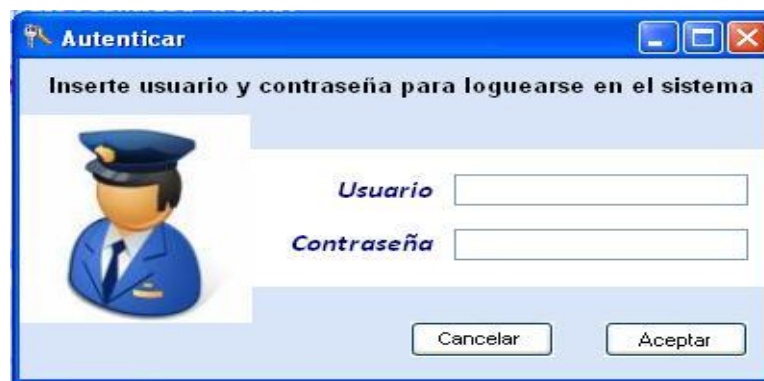 Autenticar
Inserte usuario y contraseña para loguearse en el sistema
Usuario
Contraseña
Cancelar
Aceptar